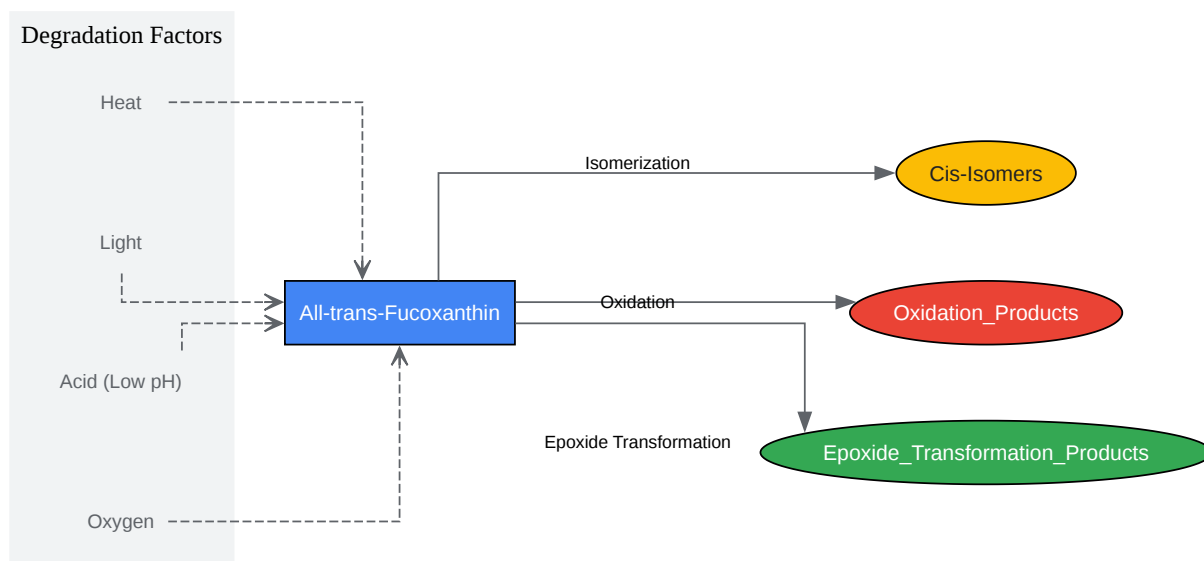 Degradation Factors
Heat
Isomerization
Cis-Isomers
Light
All-trans-Fucoxanthin
Oxidation
Oxidation_Products
Acid (Low pH)
Epoxide Transformation
Epoxide_Transformation_Products
Oxygen